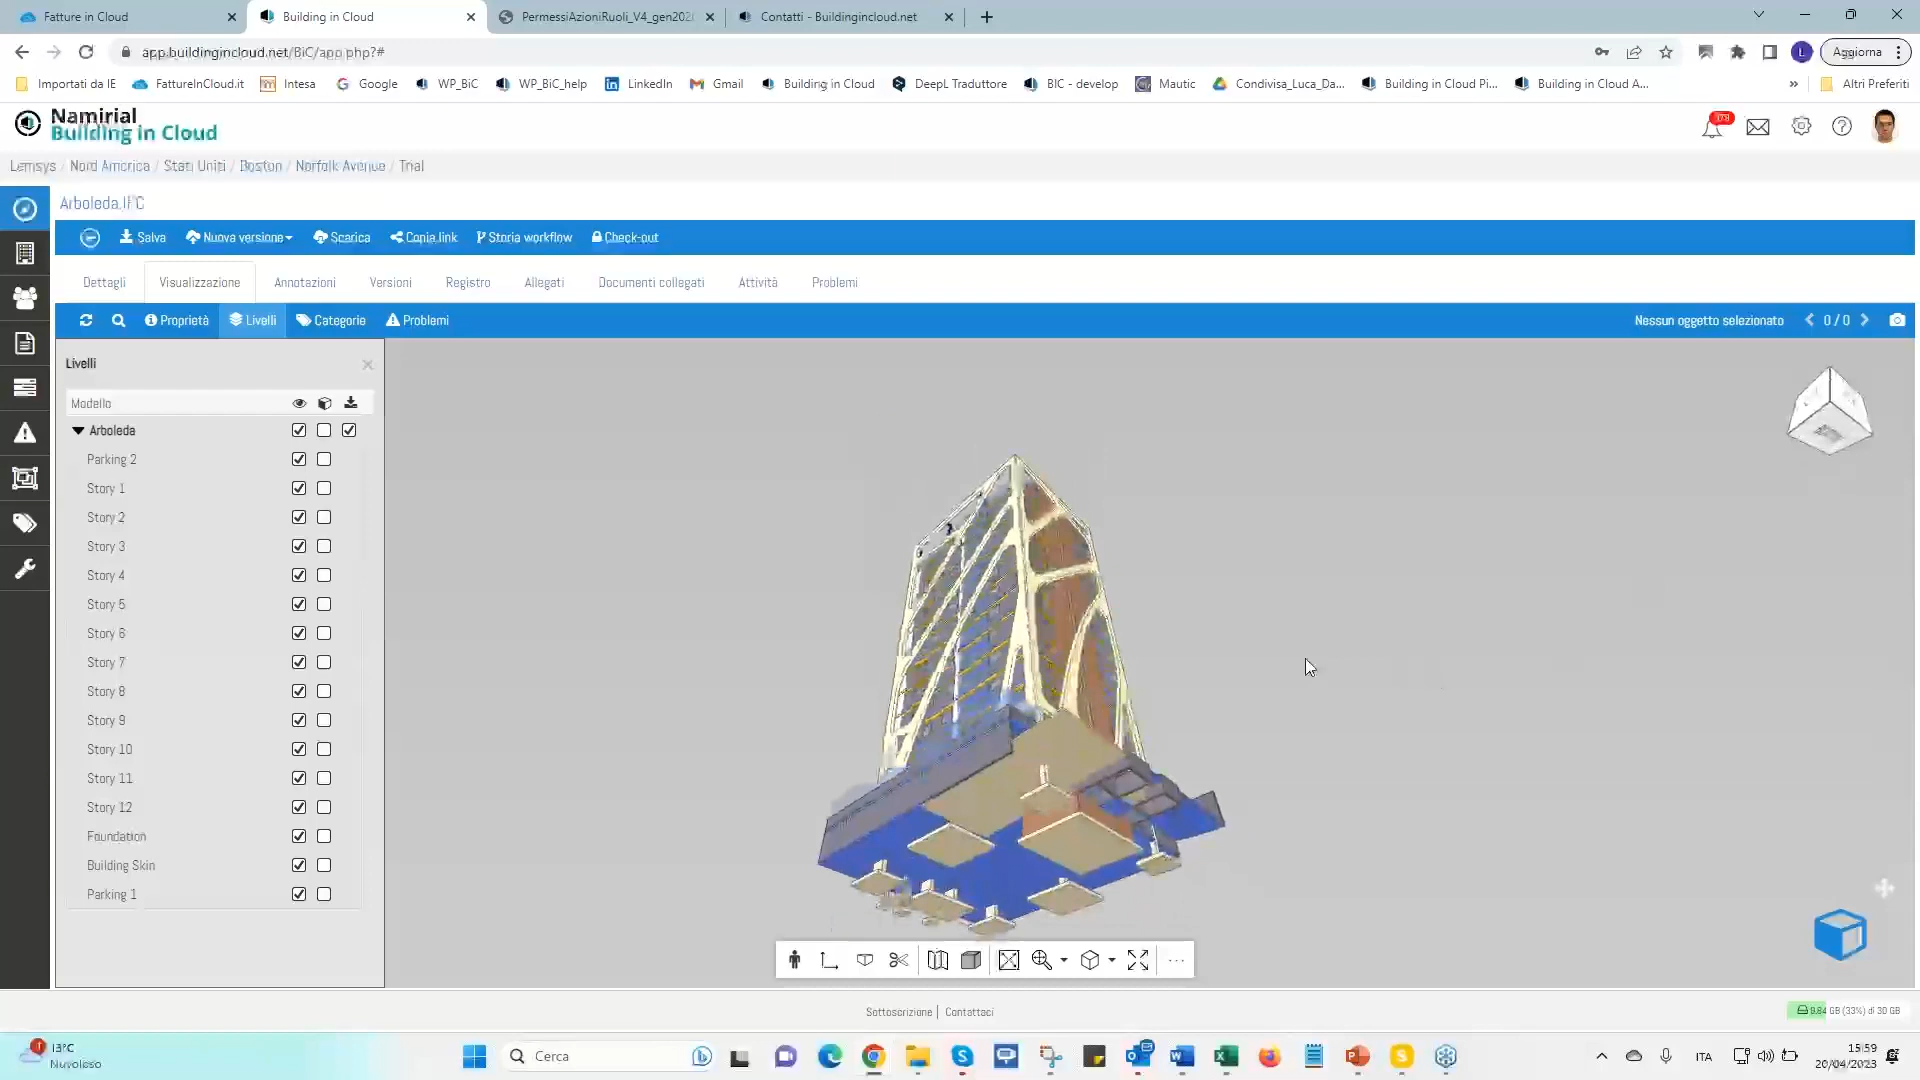 Fatture in Cloud
Building in Cloud
PermessiAzioniRuoli_V4_gen202
Contatti - Buildingincloud.net
app.buildingincloud.net/BiC/app.php?#
Aggiorna
Importati da IE
FattureInCloud.it
Intesa
Google
WP_BiC
WP_BiC_help
LinkedIn
Gmail
Building in Cloud
DeepL Traduttore
BIC - develop
Mautic
Condivisa_Luca_Da...
Building in Cloud Pi...
Building in Cloud A...
»
Altri Preferiti
Namirial
Building in Cloud
Lemsys / Nord America / Stati Uniti / Boston / Norfolk Avenue / Trial
Arboleda.IFC
Salva
Nuova versione
Scarica
Copia link
Storia workflow
Check-out
Dettagli
Visualizzazione
Annotazioni
Versioni
Registro
Allegati
Documenti collegati
Attività
Problemi
Proprietà
Livelli
Categorie
Problemi
Nessun oggetto selezionato
0 / 0
Livelli
Modello
Arboleda
Parking 2
Story 1
Story 2
Story 3
Story 4
Story 5
Story 6
Story 7
Story 8
Story 9
Story 10
Story 11
Story 12
Foundation
Building Skin
Parking 1
Sottoscrizione | Contattaci
9.84 GB (33%) di 30 GB
13°C
Nuvoloso
Cerca
ITA
15:59
20/04/2023